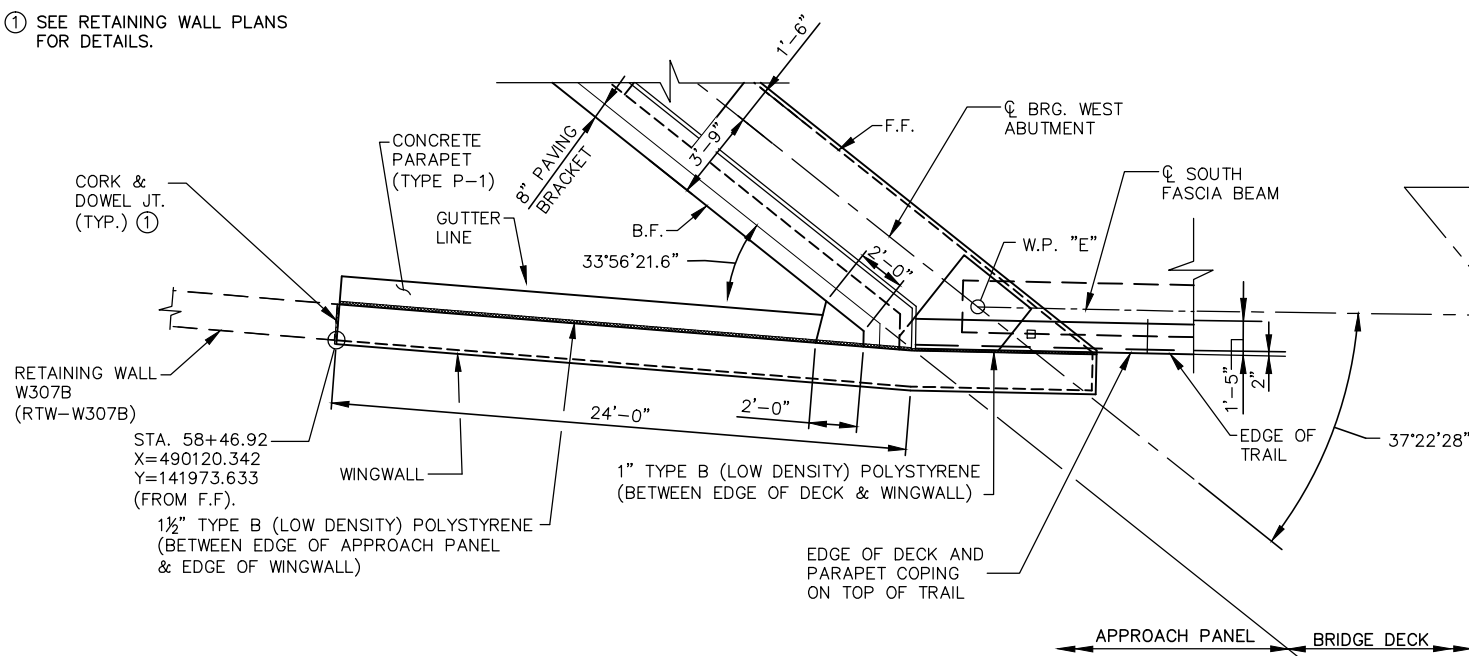 ① SEE RETAINING WALL PLANS
FOR DETAILS.
1'-6"
℄ BRG. WEST
ABUTMENT
F.F.
CONCRETE
PARAPET
(TYPE P-1)
3'-9"
8" PAVING
BRACKET
℄ SOUTH
FASCIA BEAM
CORK &
DOWEL JT.
(TYP.) ①
GUTTER
LINE
B.F.
W.P. "E"
2'-0"
33°56'21.6"
RETAINING WALL
W307B
(RTW-W307B)
24'-0"
2'-0"
1'-5"
2"
EDGE OF
TRAIL
37°22'28"
STA. 58+46.92
X=490120.342
Y=141973.633
(FROM F.F).
WINGWALL
1" TYPE B (LOW DENSITY) POLYSTYRENE
(BETWEEN EDGE OF DECK & WINGWALL)
1½" TYPE B (LOW DENSITY) POLYSTYRENE
(BETWEEN EDGE OF APPROACH PANEL
& EDGE OF WINGWALL)
EDGE OF DECK AND
PARAPET COPING
ON TOP OF TRAIL
APPROACH PANEL
BRIDGE DECK